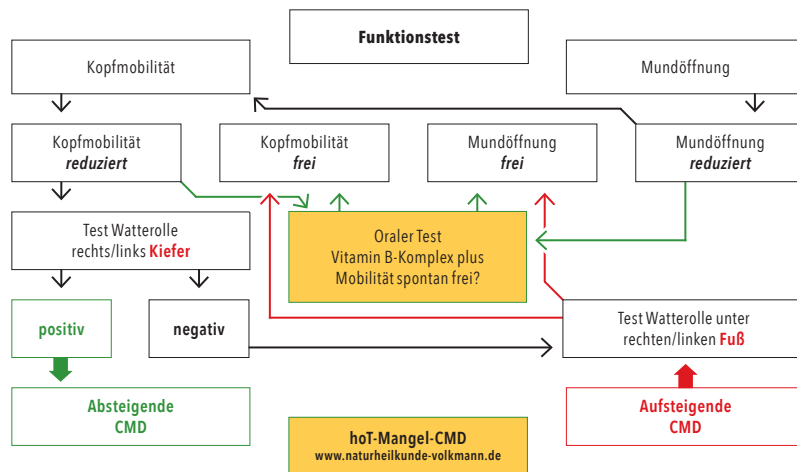 Funktionstest
Kopfmobilität
Mundöffnung
Kopfmobilität
reduziert
Kopfmobilität
frei
Mundöffnung
frei
Mundöffnung
reduziert
Test Watterolle
rechts/links Kiefer
Oraler Test
Vitamin B-Komplex plus
Mobilität spontan frei?
positiv
negativ
Test Watterolle unter
rechten/linken Fuß
Absteigende
CMD
hoT-Mangel-CMD
www.naturheilkunde-volkmann.de
Aufsteigende
CMD